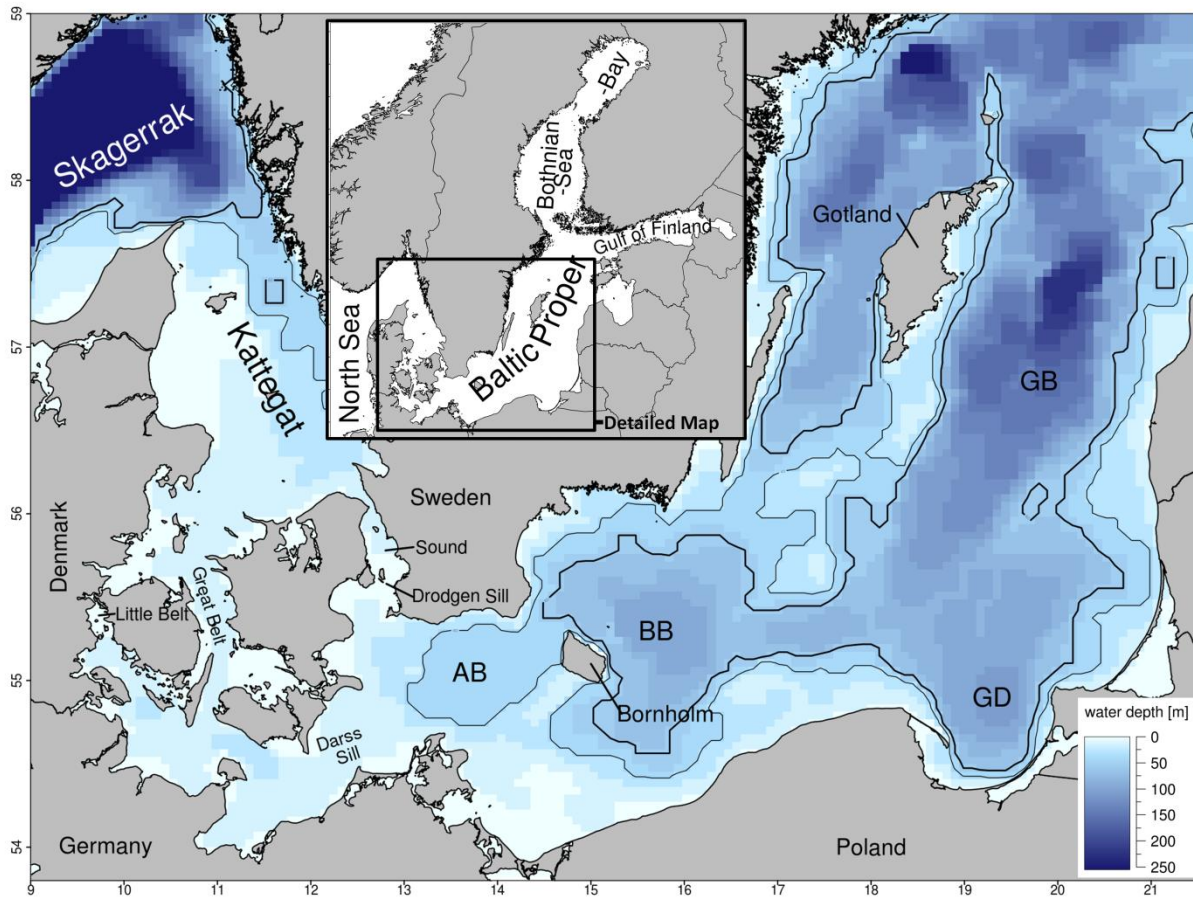 59
58
57
56
55
54
Skagerrak
Kattegat
-Bay
Bothnian
-Sea
Gulf of Finland
North Sea
Baltic Proper
Detailed Map
Gotland
GB
Denmark
Sweden
Sound
Drodgen Sill
Little Belt
Great Belt
AB
BB
Bornholm
GD
Darss
Sill
Germany
Poland
water depth [m]
0
50
100
150
200
250
9 10 11 12 13 14 15 16 17 18 19 20 21